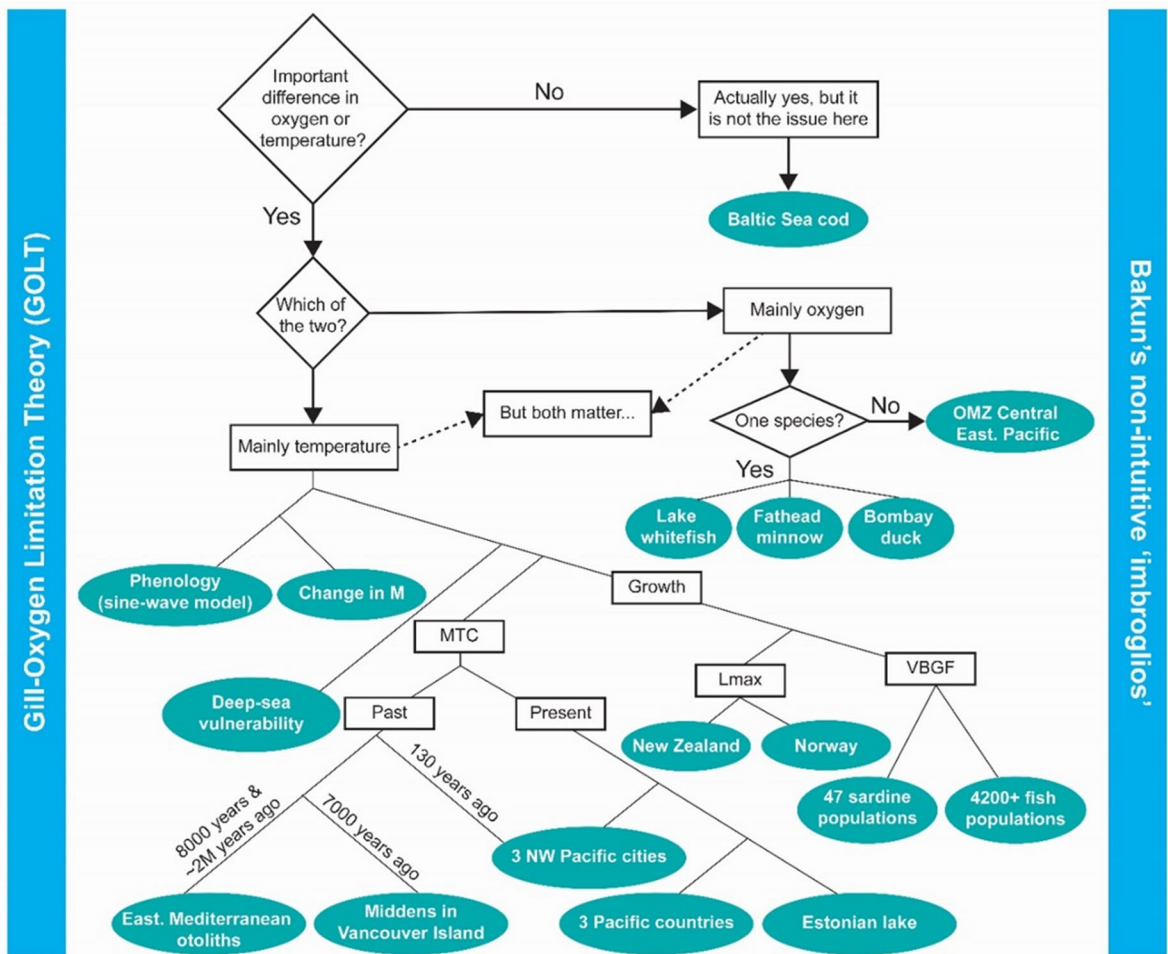 Gill-Oxygen Limitation Theory (GOLT)
Important
difference in
oxygen or
temperature?
No
Actually yes, but it
is not the issue here
Baltic Sea cod
Yes
Which of
the two?
Mainly oxygen
But both matter...
One species?
No
OMZ Central
East. Pacific
Mainly temperature
Yes
Lake
whitefish
Fathead
minnow
Bombay
duck
Phenology
(sine-wave model)
Change in M
Growth
MTC
Lmax
VBGF
Deep-sea
vulnerability
Past
Present
New Zealand
Norway
130 years ago
8000 years &
~2M years ago
7000 years ago
47 sardine
populations
4200+ fish
populations
3 NW Pacific cities
East. Mediterranean
otoliths
Middens in
Vancouver Island
3 Pacific countries
Estonian lake
Bakun's non-intuitive 'imbroglios'